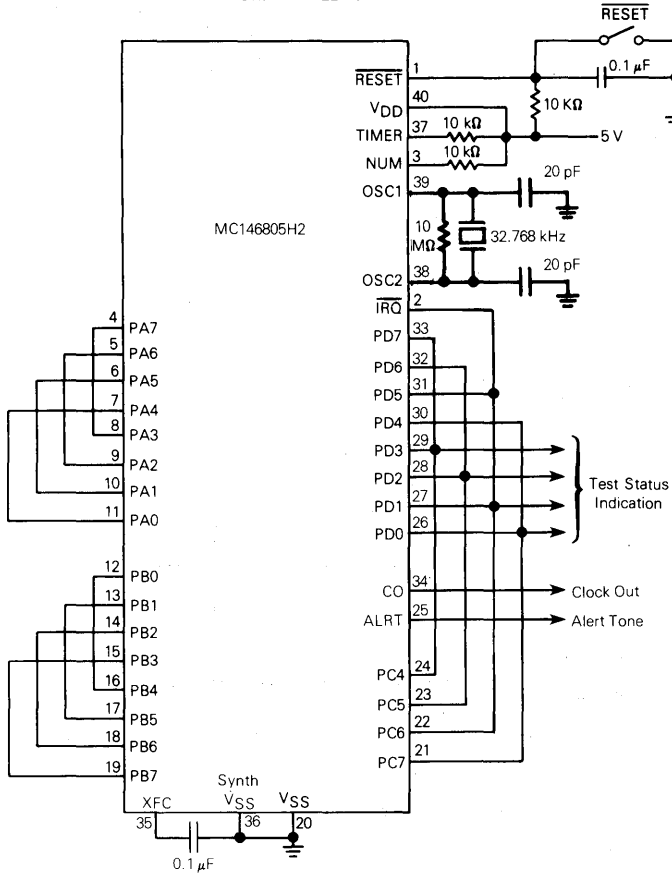 RESET
RESET
1
0.1 µF
VDD
40
10 KΩ
TIMER
37
10 kΩ
5 V
NUM
3
10 kΩ
OSC1
39
20 pF
MC146805H2
10
MΩ
32.768 kHz
OSC2
38
20 pF
IRQ
2
4
PA7
PD7
33
5
PA6
PD6
32
6
PA5
PD5
31
7
PA4
PD4
30
8
PA3
PD3
29
9
PA2
PD2
28
Test Status
Indication
10
PA1
PD1
27
11
PA0
PD0
26
12
PB0
CO
34
Clock Out
13
PB1
ALRT
25
Alert Tone
14
PB2
15
PB3
PC4
24
16
PB4
PC5
23
17
PB5
PC6
22
18
PB6
PC7
21
19
PB7
XFC
Synth
VSS
VSS
35
36
20
0.1 µF